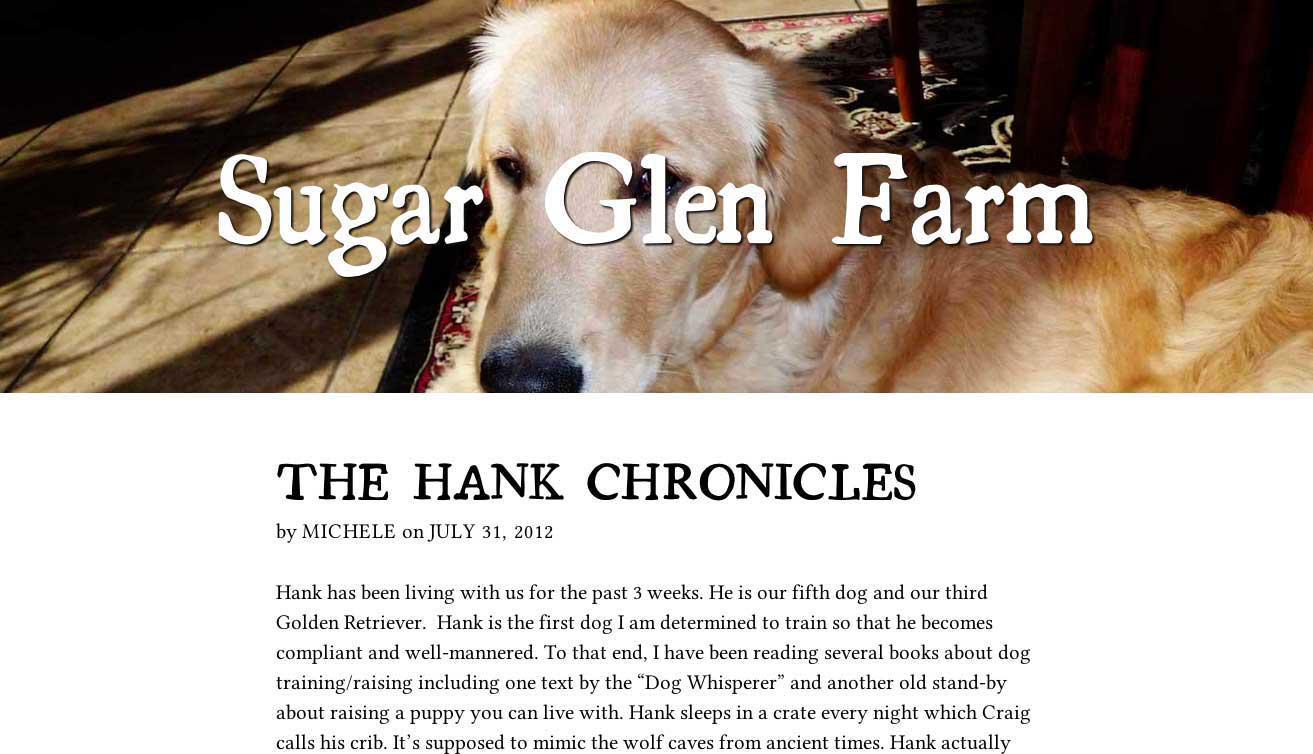 Sugar Glen Farm
THE HANK CHRONICLES
by MICHELE on JULY 31, 2012
Hank has been living with us for the past 3 weeks. He is our fifth dog and our third
Golden Retriever.  Hank is the first dog I am determined to train so that he becomes
compliant and well-mannered. To that end, I have been reading several books about dog
training/raising including one text by the “Dog Whisperer” and another old stand-by
about raising a puppy you can live with. Hank sleeps in a crate every night which Craig
calls his crib. It’s supposed to mimic the wolf caves from ancient times. Hank actually